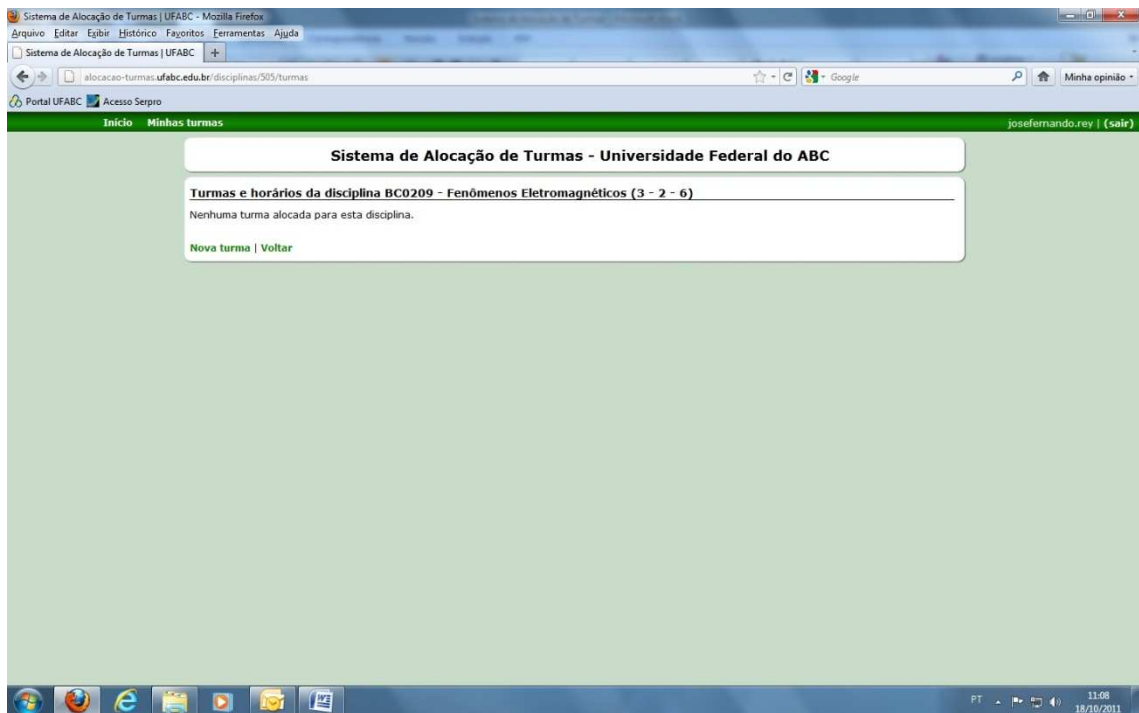 Sistema de Alocação de Turmas | UFABC - Mozilla Firefox
Arquivo Editar Exibir Histórico Favoritos Ferramentas Ajuda
Sistema de Alocação de Turmas | UFABC +
alocacao-turmas.ufabc.edu.br/disciplinas/505/turmas Google Minha opinião
Portal UFABC Acesso Serpro
Início Minhas turmas josefernando.rey | (sair)
Sistema de Alocação de Turmas - Universidade Federal do ABC
Turmas e horários da disciplina BC0209 - Fenômenos Eletromagnéticos (3 - 2 - 6)
Nenhuma turma alocada para esta disciplina.
Nova turma | Voltar
PT 11:08
18/10/2011